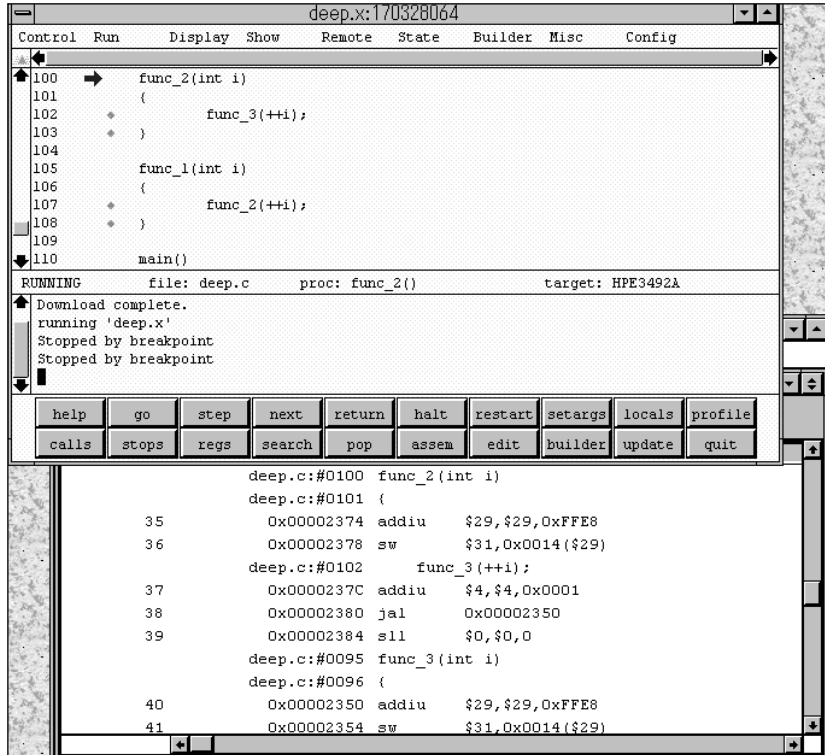 deep.x:170328064
Control Run Display Show Remote State Builder Misc Config
100 func_2(int i)
101 {
102 func_3(++i);
103 }
104
105 func_1(int i)
106 {
107 func_2(++i);
108 }
109
110 main()
RUNNING file: deep.c proc: func_2() target: HPE3492A
Download complete.
running 'deep.x'
Stopped by breakpoint
Stopped by breakpoint
help go step next return halt restart setargs locals profile
calls stops regs search pop assem edit builder update quit
deep.c:#0100 func_2(int i)
deep.c:#0101 {
35 0x00002374 addiu $29,$29,0xFFE8
36 0x00002378 sw $31,0x0014($29)
deep.c:#0102 func_3(++i);
37 0x0000237C addiu $4,$4,0x0001
38 0x00002380 jal 0x00002350
39 0x00002384 sll $0,$0,0
deep.c:#0095 func_3(int i)
deep.c:#0096 {
40 0x00002350 addiu $29,$29,0xFFE8
41 0x00002354 sw $31,0x0014($29)